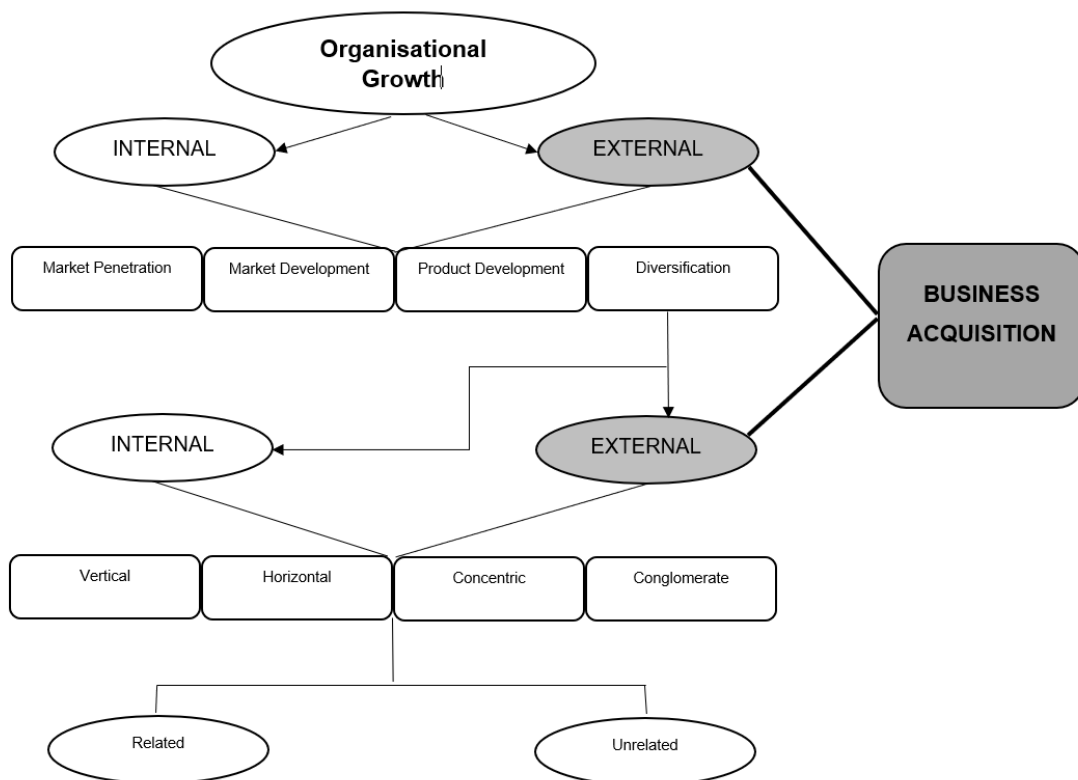 Organisational
Growth
INTERNAL
EXTERNAL
Market Penetration
Market Development
Product Development
Diversification
BUSINESS
ACQUISITION
INTERNAL
EXTERNAL
Vertical
Horizontal
Concentric
Conglomerate
Related
Unrelated